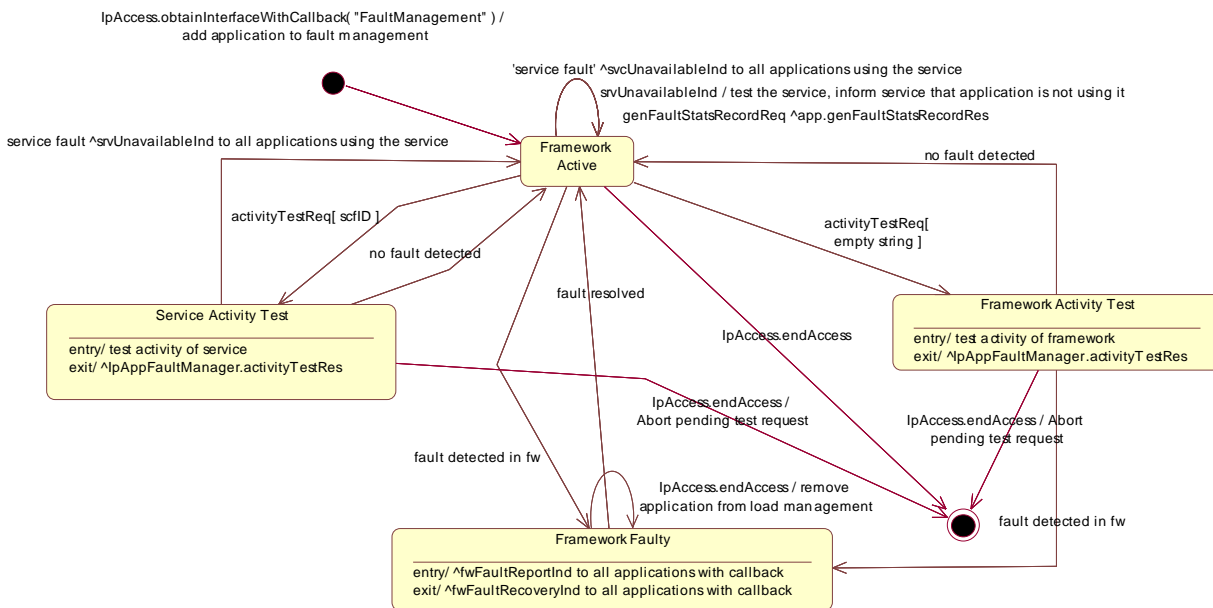 IpAccess.obtainInterfaceWithCallback( "FaultManagement" ) /
add application to fault management
'service fault' ^svcUnavailableInd to all applications using the service
srvUnavailableInd / test the service, inform service that application is not using it
genFaultStatsRecordReq ^app.genFaultStatsRecordRes
service fault ^srvUnavailableInd to all applications using the service
Framework
Active
no fault detected
activityTestReq[ scfID ]
activityTestReq[
empty string ]
no fault detected
fault resolved
Service Activity Test
entry/ test activity of service
exit/ ^IpAppFaultManager.activityTestRes
Framework Activity Test
entry/ test activity of framework
exit/ ^IpAppFaultManager.activityTestRes
IpAccess.endAccess
IpAccess.endAccess /
Abort pending test request
IpAccess.endAccess / Abort
pending test request
fault detected in fw
IpAccess.endAccess / remove
application from load management
fault detected in fw
Framework Faulty
entry/ ^fwFaultReportInd to all applications with callback
exit/ ^fwFaultRecoveryInd to all applications with callback